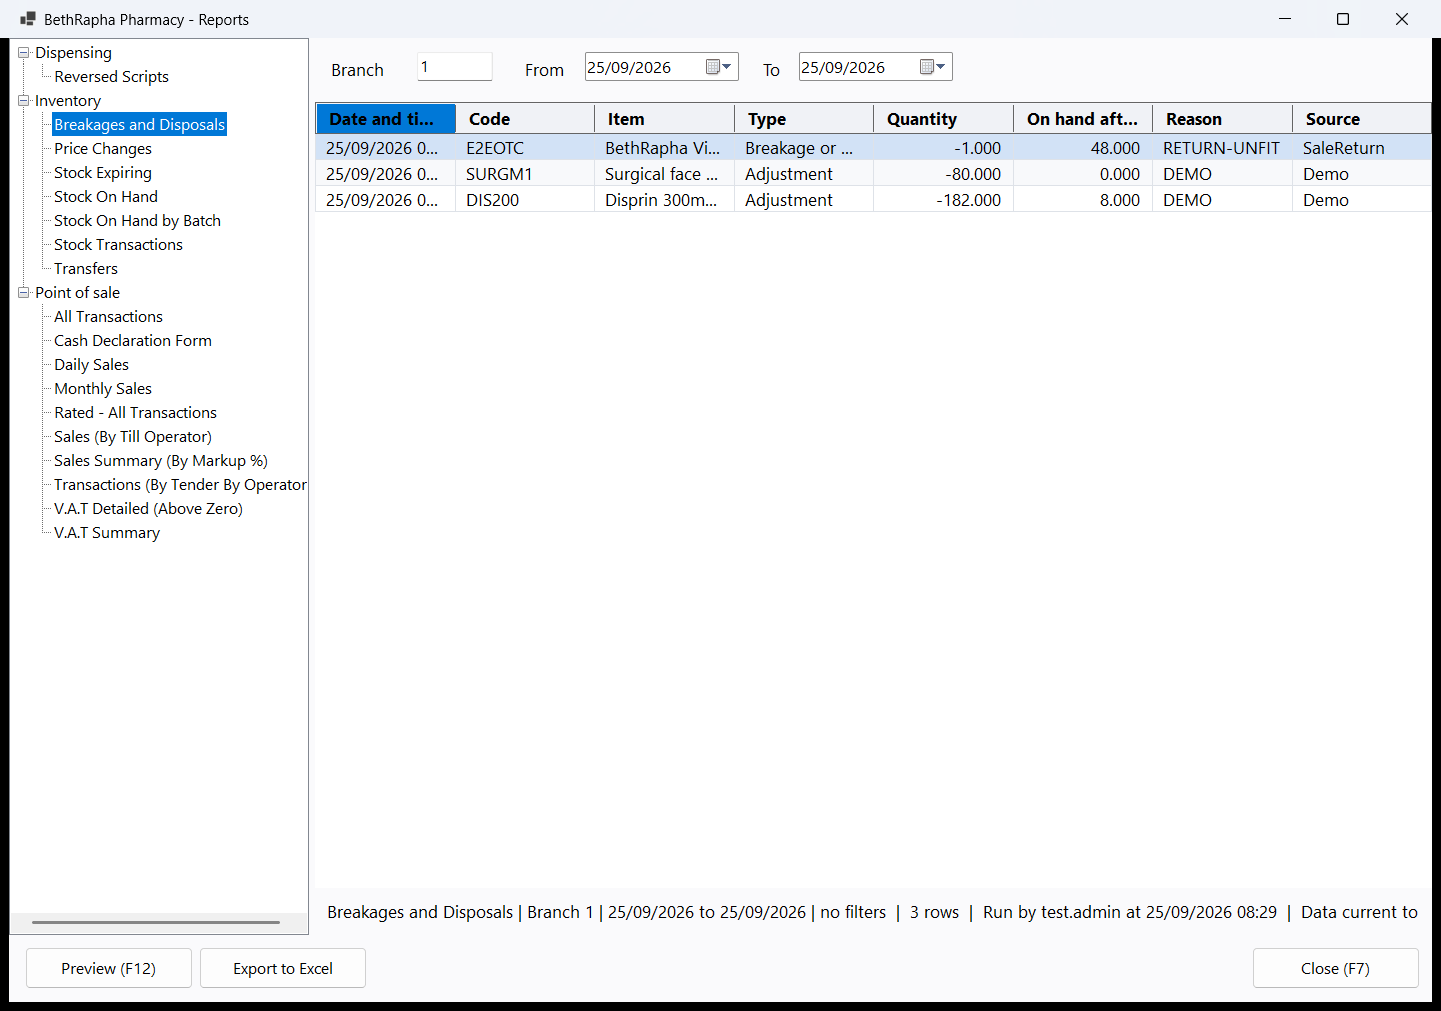 BethRapha Pharmacy - Reports
Dispensing
Reversed Scripts
Inventory
Breakages and Disposals
Price Changes
Stock Expiring
Stock On Hand
Stock On Hand by Batch
Stock Transactions
Transfers
Point of sale
All Transactions
Cash Declaration Form
Daily Sales
Monthly Sales
Rated - All Transactions
Sales (By Till Operator)
Sales Summary (By Markup %)
Transactions (By Tender By Operator
V.A.T Detailed (Above Zero)
V.A.T Summary
Branch 1 From 25/09/2026 To 25/09/2026
Date and ti... Code Item Type Quantity On hand aft... Reason Source
25/09/2026 0... E2EOTC BethRapha Vi... Breakage or ... -1.000 48.000 RETURN-UNFIT SaleReturn
25/09/2026 0... SURGM1 Surgical face ... Adjustment -80.000 0.000 DEMO Demo
25/09/2026 0... DIS200 Disprin 300m... Adjustment -182.000 8.000 DEMO Demo
Breakages and Disposals | Branch 1 | 25/09/2026 to 25/09/2026 | no filters | 3 rows | Run by test.admin at 25/09/2026 08:29 | Data current to
Preview (F12) Export to Excel Close (F7)